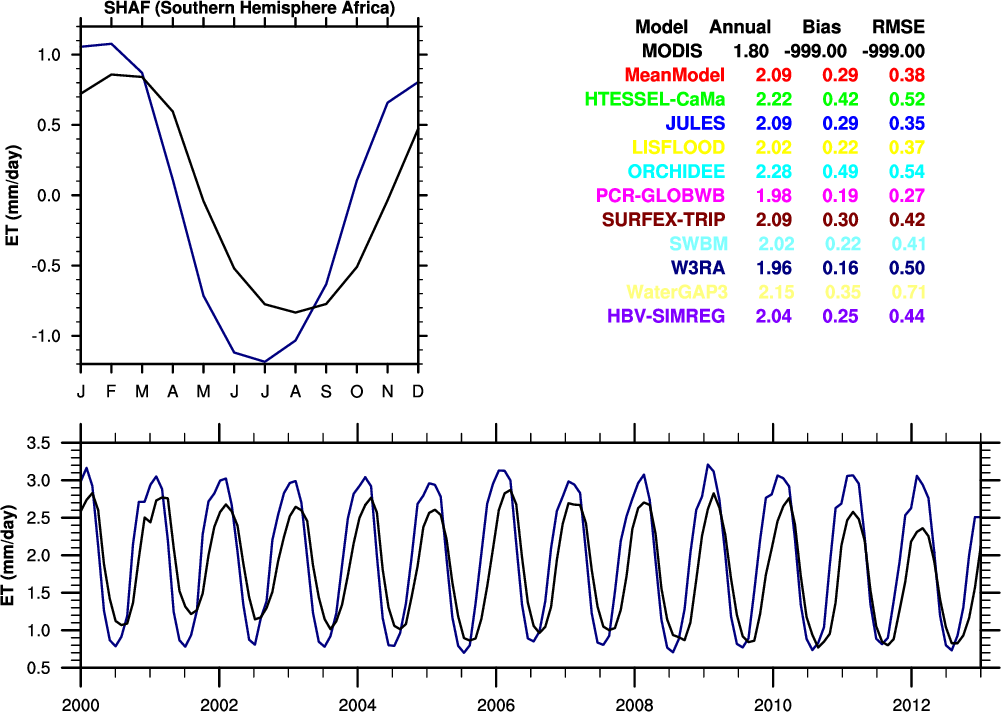 SHAF (Southern Hemisphere Africa)
1.0
0.5
0.0
-0.5
-1.0
ET (mm/day)
J F M A M J J A S O N D
Model Annual Bias RMSE
MODIS 1.80 -999.00 -999.00
MeanModel 2.09 0.29 0.38
HTESSEL-CaMa 2.22 0.42 0.52
JULES 2.09 0.29 0.35
LISFLOOD 2.02 0.22 0.37
ORCHIDEE 2.28 0.49 0.54
PCR-GLOBWB 1.98 0.19 0.27
SURFEX-TRIP 2.09 0.30 0.42
SWBM 2.02 0.22 0.41
W3RA 1.96 0.16 0.50
WaterGAP3 2.15 0.35 0.71
HBV-SIMREG 2.04 0.25 0.44
3.5
3.0
2.5
2.0
1.5
1.0
0.5
ET (mm/day)
2000 2002 2004 2006 2008 2010 2012